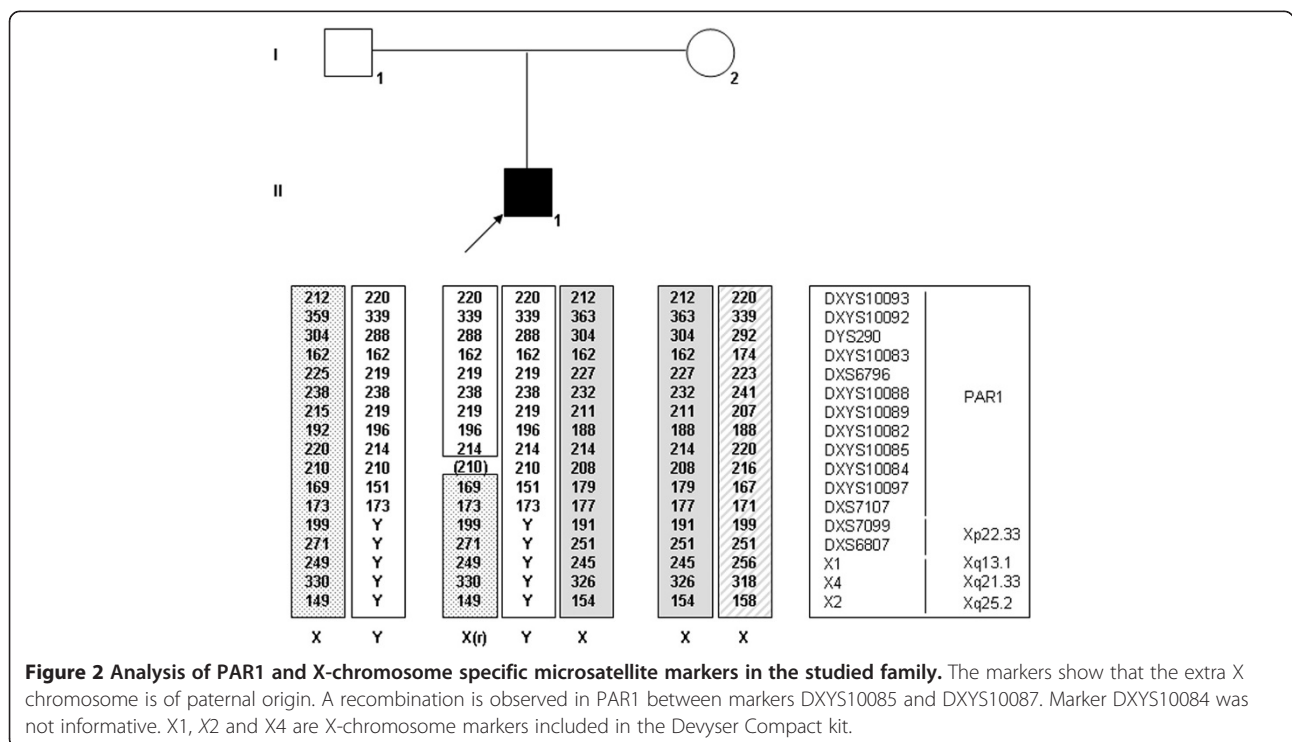 I
1
2
II
1
212 220 220 220 212 212 220 DXYS10093
359 339 339 339 363 363 339 DXYS10092
304 288 288 288 304 304 292 DYS290
162 162 162 162 162 162 174 DXYS10083
225 219 219 219 227 227 223 DXS6796
238 238 238 238 232 232 241 DXYS10088 PAR1
215 219 219 219 211 211 207 DXYS10089
192 196 196 196 188 188 188 DXYS10082
220 214 214 214 214 214 220 DXYS10085
210 210 (210) 210 208 208 216 DXYS10084
169 151 169 151 179 179 167 DXYS10097
173 173 173 173 177 177 171 DXS7107
199 Y 199 Y 191 191 199 DXS7099 Xp22.33
271 Y 271 Y 251 251 251 DXS6807
249 Y 249 Y 245 245 256 X1 Xq13.1
330 Y 330 Y 326 326 318 X4 Xq21.33
149 Y 149 Y 154 154 158 X2 Xq25.2
X Y X(r) Y X X X
Figure 2 Analysis of PAR1 and X-chromosome specific microsatellite markers in the studied family. The markers show that the extra X
chromosome is of paternal origin. A recombination is observed in PAR1 between markers DXYS10085 and DXYS10087. Marker DXYS10084 was
not informative. X1, X2 and X4 are X-chromosome markers included in the Devyser Compact kit.